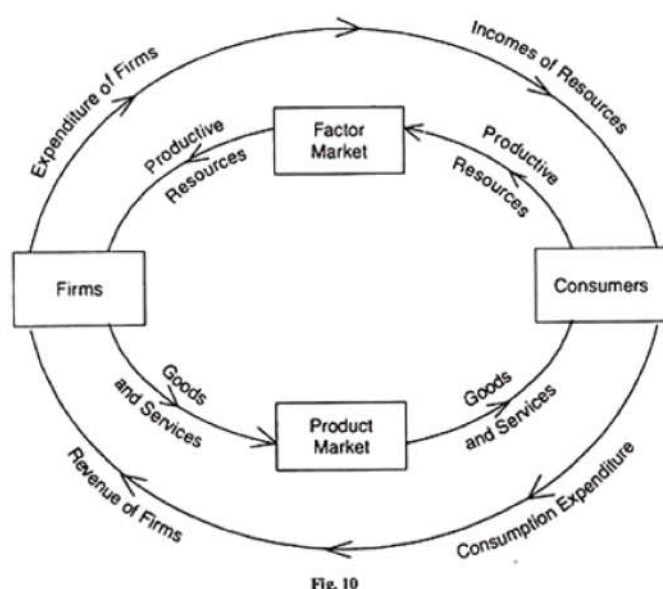 Expenditure of Firms
Incomes of Resources
Factor
Market
Productive
Resources
Productive
Resources
Firms
Consumers
Goods
and Services
Product
Market
Goods
and Services
Revenue of Firms
Consumption Expenditure
Fig. 10